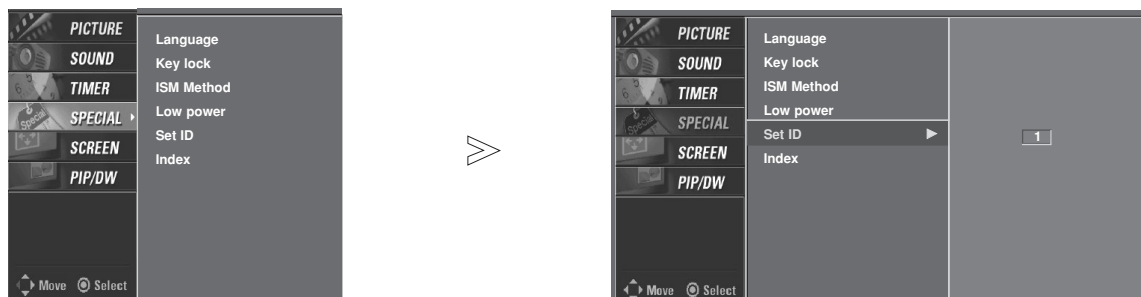 PICTURE
SOUND
TIMER
SPECIAL
SCREEN
PIP/DW
Move Select
Language
Key lock
ISM Method
Low power
Set ID
Index
PICTURE
SOUND
TIMER
SPECIAL
SCREEN
PIP/DW
Move Select
Language
Key lock
ISM Method
Low power
Set ID
Index
1